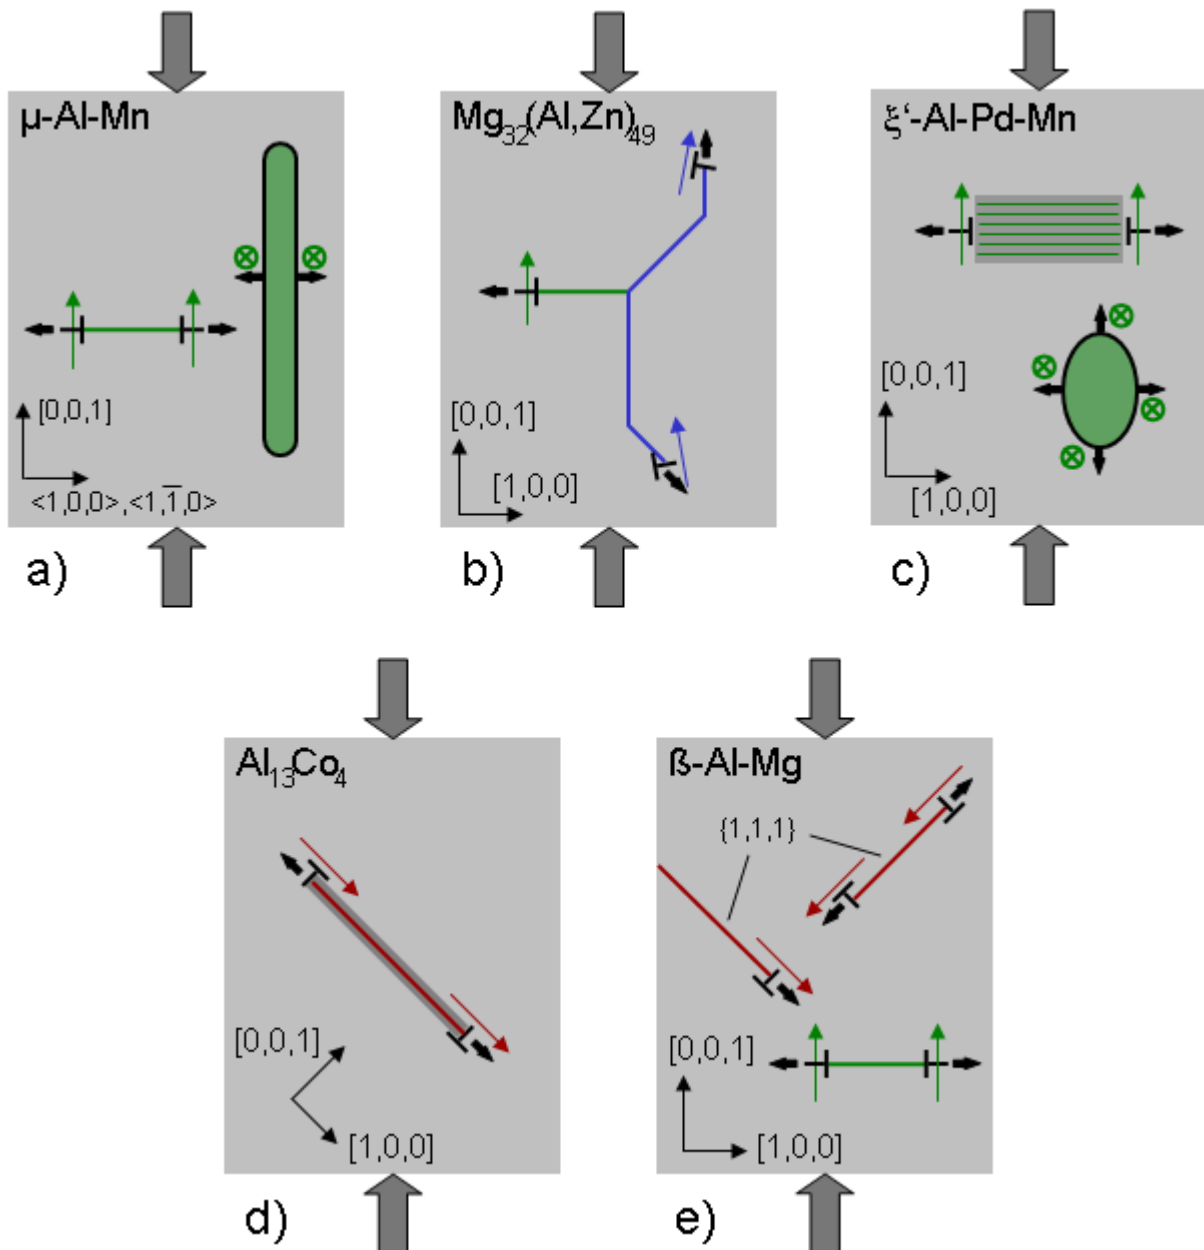 μ-Al-Mn
[0,0,1]
<1,0,0>,<1,1̅,0>
a)
Mg₃₂(Al,Zn)₄₉
[0,0,1]
[1,0,0]
b)
ξ‘-Al-Pd-Mn
[0,0,1]
[1,0,0]
c)
Al₁₃Co₄
[0,0,1]
[1,0,0]
d)
ß-Al-Mg
{1,1,1}
[0,0,1]
[1,0,0]
e)